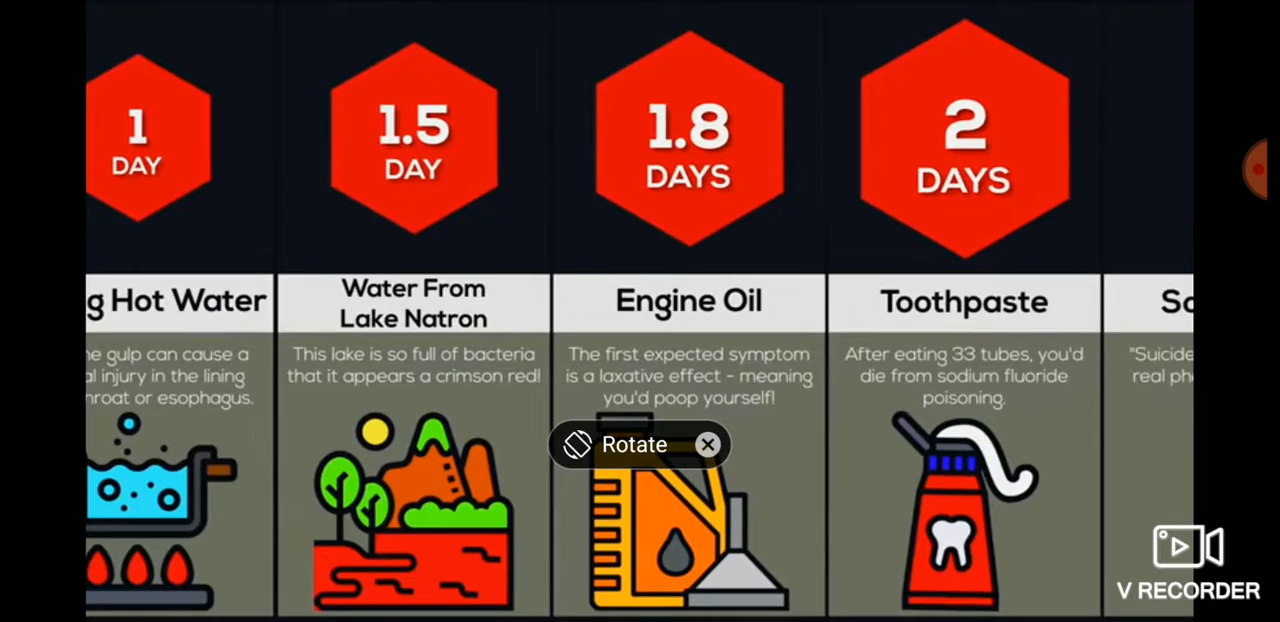 1
DAY
1.5
DAY
1.8
DAYS
2
DAYS
g Hot Water
Water From
Lake Natron
Engine Oil
Toothpaste
he gulp can cause a
al injury in the lining
hroat or esophagus.
This lake is so full of bacteria
that it appears a crimson red!
The first expected symptom
is a laxative effect - meaning
you'd poop yourself!
After eating 33 tubes, you'd
die from sodium fluoride
poisoning.
"Suicide
real ph
Rotate
V RECORDER